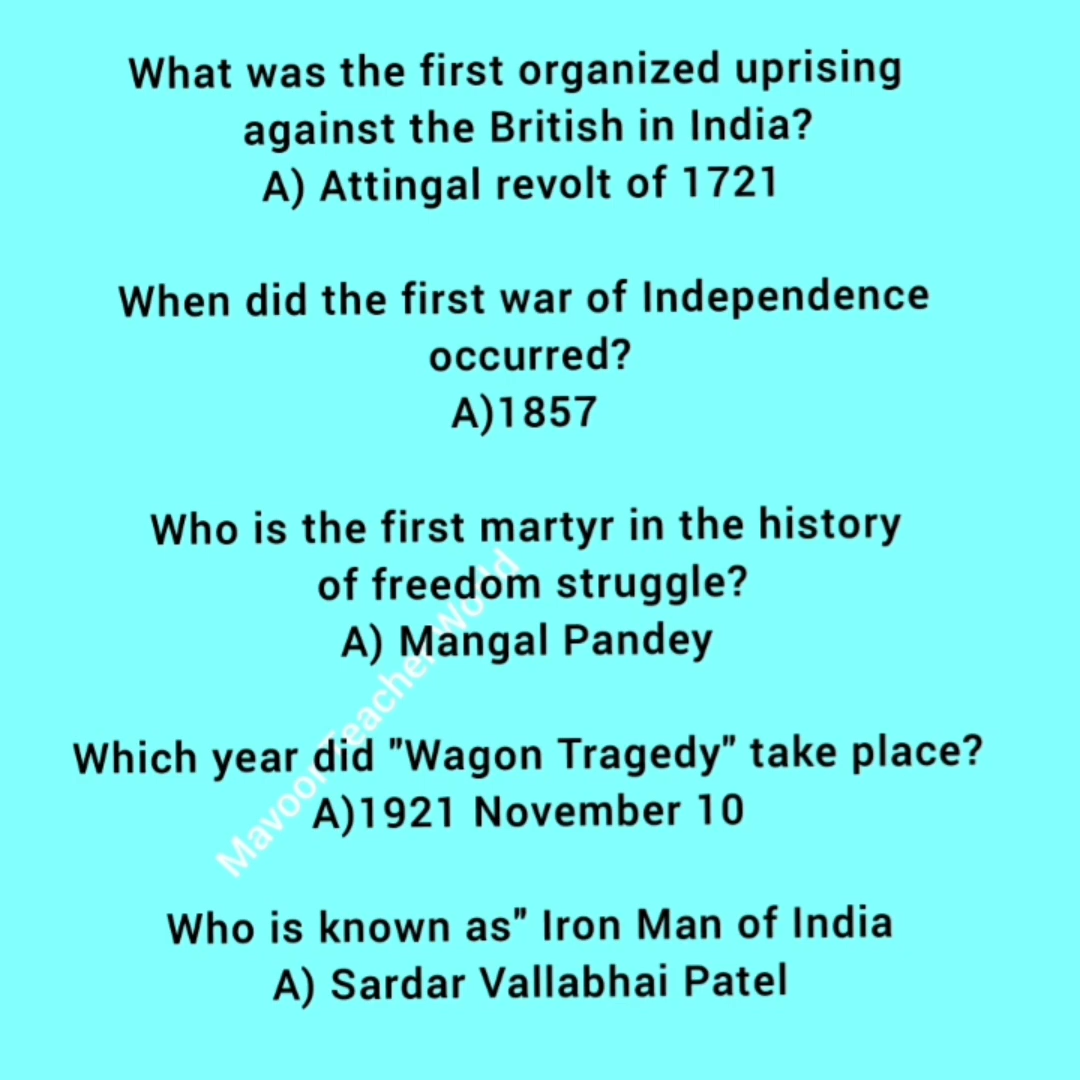 What was the first organized uprising
against the British in India?
A) Attingal revolt of 1721
When did the first war of Independence
occurred?
A)1857
Who is the first martyr in the history
of freedom struggle?
A) Mangal Pandey
Which year did "Wagon Tragedy" take place?
A)1921 November 10
Who is known as" Iron Man of India
A) Sardar Vallabhai Patel
Mavoor Teacher World